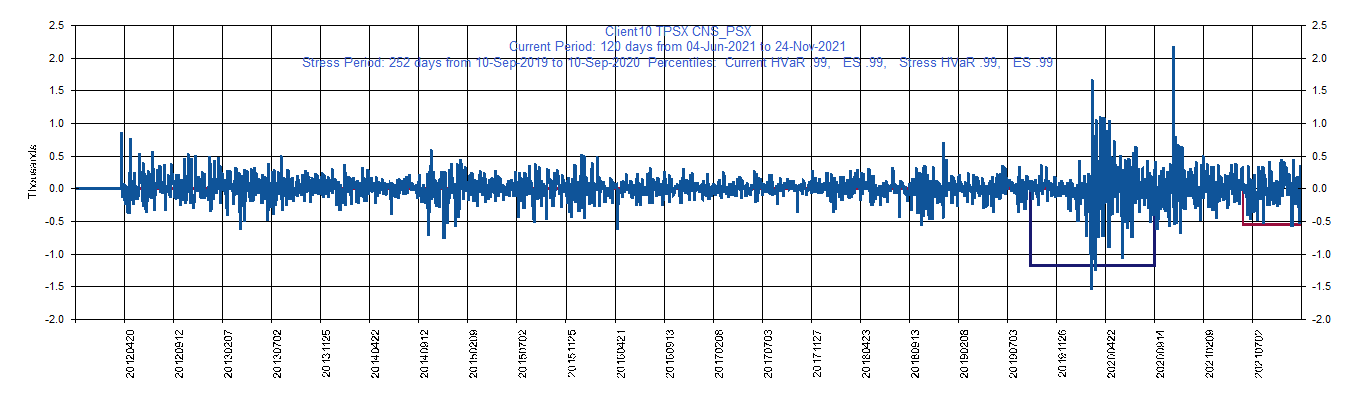 Client10 TPSX CNS_PSX
Current Period: 120 days from 04-Jun-2021 to 24-Nov-2021
Stress Period: 252 days from 10-Sep-2019 to 10-Sep-2020 Percentiles: Current HVaR .99, ES .99, Stress HVaR .99, ES .99
2.5 2.5
2.0 2.0
1.5 1.5
1.0 1.0
0.5 0.5
0.0 0.0
-0.5 -0.5
-1.0 -1.0
-1.5 -1.5
-2.0 -2.0
Thousands
20120420 20120912 20130207 20130702 20131125 20140422 20140912 20150209 20150702 20151125 20160421 20160913 20170208 20170703 20171127 20180423 20180913 20190208 20190703 20191126 20200422 20200914 20210209 20210702